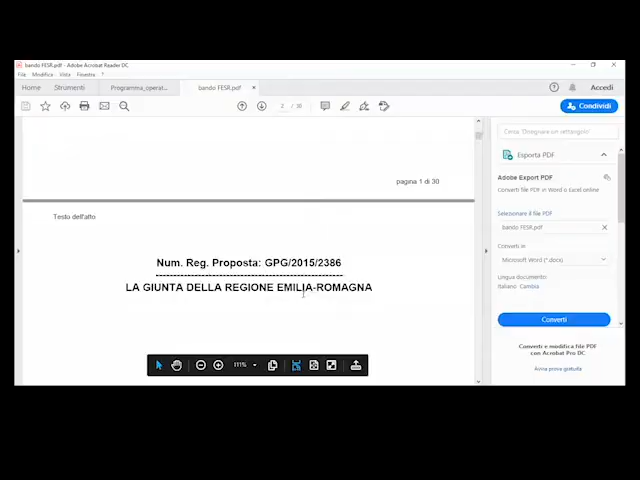 bando FESR.pdf - Adobe Acrobat Reader DC
File Modifica Vista Finestra ?
Home Strumenti Programma_operat... bando FESR.pdf × Accedi
2 / 30 Condividi
pagina 1 di 30
Testo dell'atto
Num. Reg. Proposta: GPG/2015/2386
-----------------------------------------------------
LA GIUNTA DELLA REGIONE EMILIA-ROMAGNA
111%
Cerca 'Disegnare un rettangolo'
Esporta PDF
Adobe Export PDF
Converti file PDF in Word o Excel online
Selezionare il file PDF
bando FESR.pdf ×
Converti in
Microsoft Word (*.docx)
Lingua documento:
Italiano Cambia
Converti
Converti e modifica file PDF
con Acrobat Pro DC
Avvia prova gratuita